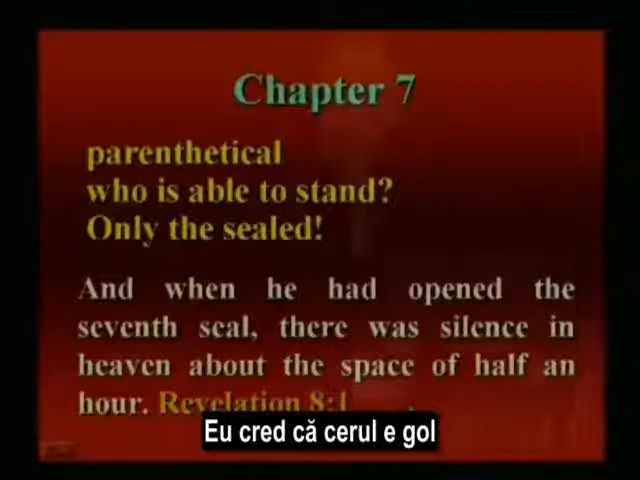 Chapter 7
parenthetical
who is able to stand?
Only the sealed!
And when he had opened the
seventh seal, there was silence in
heaven about the space of half an
hour. Revelation 8:1
Eu cred că cerul e gol